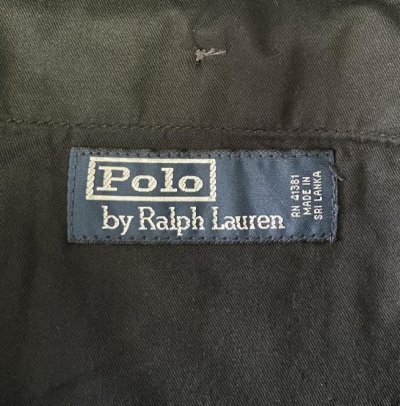 Polo
by Ralph Lauren
RN 41381
MADE IN
SRI LANKA